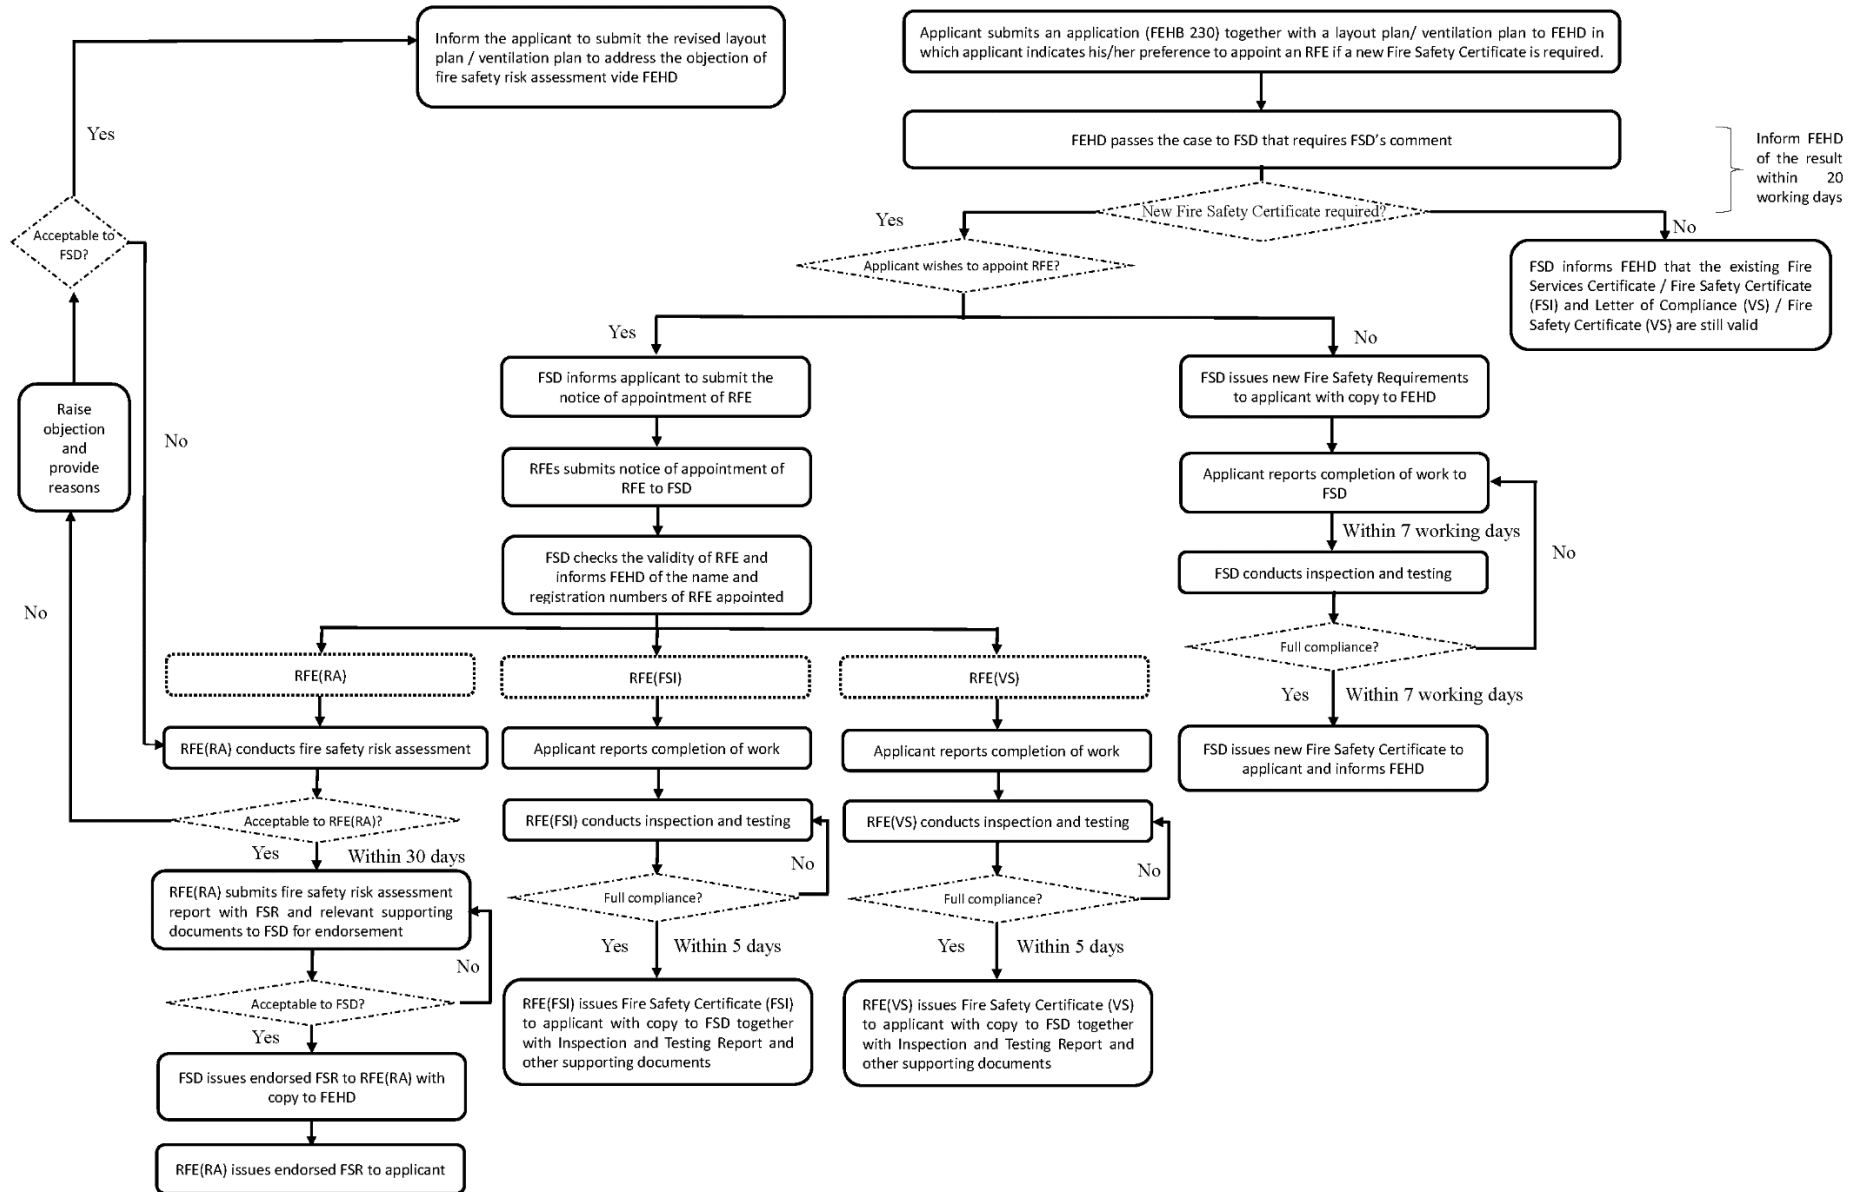 Inform the applicant to submit the revised layout
plan / ventilation plan to address the objection of
fire safety risk assessment vide FEHD
Applicant submits an application (FEHB 230) together with a layout plan/ ventilation plan to FEHD in
which applicant indicates his/her preference to appoint an RFE if a new Fire Safety Certificate is required.
Yes
FEHD passes the case to FSD that requires FSD's comment
Inform FEHD
of the result
within 20
working days
Acceptable to
FSD?
Yes
New Fire Safety Certificate required?
No
Applicant wishes to appoint RFE?
FSD informs FEHD that the existing Fire
Services Certificate / Fire Safety Certificate
(FSI) and Letter of Compliance (VS) / Fire
Safety Certificate (VS) are still valid
Yes
No
FSD informs applicant to submit the
notice of appointment of RFE
FSD issues new Fire Safety Requirements
to applicant with copy to FEHD
Raise
objection
and
provide
reasons
No
RFEs submits notice of appointment of
RFE to FSD
Applicant reports completion of work to
FSD
Within 7 working days
No
FSD checks the validity of RFE and
informs FEHD of the name and
registration numbers of RFE appointed
FSD conducts inspection and testing
No
Full compliance?
RFE(RA)
RFE(FSI)
RFE(VS)
Yes
Within 7 working days
RFE(RA) conducts fire safety risk assessment
Applicant reports completion of work
Applicant reports completion of work
FSD issues new Fire Safety Certificate to
applicant and informs FEHD
Acceptable to RFE(RA)?
RFE(FSI) conducts inspection and testing
RFE(VS) conducts inspection and testing
Yes
Within 30 days
No
No
RFE(RA) submits fire safety risk assessment
report with FSR and relevant supporting
documents to FSD for endorsement
Full compliance?
Full compliance?
No
Yes
Within 5 days
Yes
Within 5 days
Acceptable to FSD?
RFE(FSI) issues Fire Safety Certificate (FSI)
to applicant with copy to FSD together
with Inspection and Testing Report and
other supporting documents
RFE(VS) issues Fire Safety Certificate (VS)
to applicant with copy to FSD together
with Inspection and Testing Report and
other supporting documents
Yes
FSD issues endorsed FSR to RFE(RA) with
copy to FEHD
RFE(RA) issues endorsed FSR to applicant